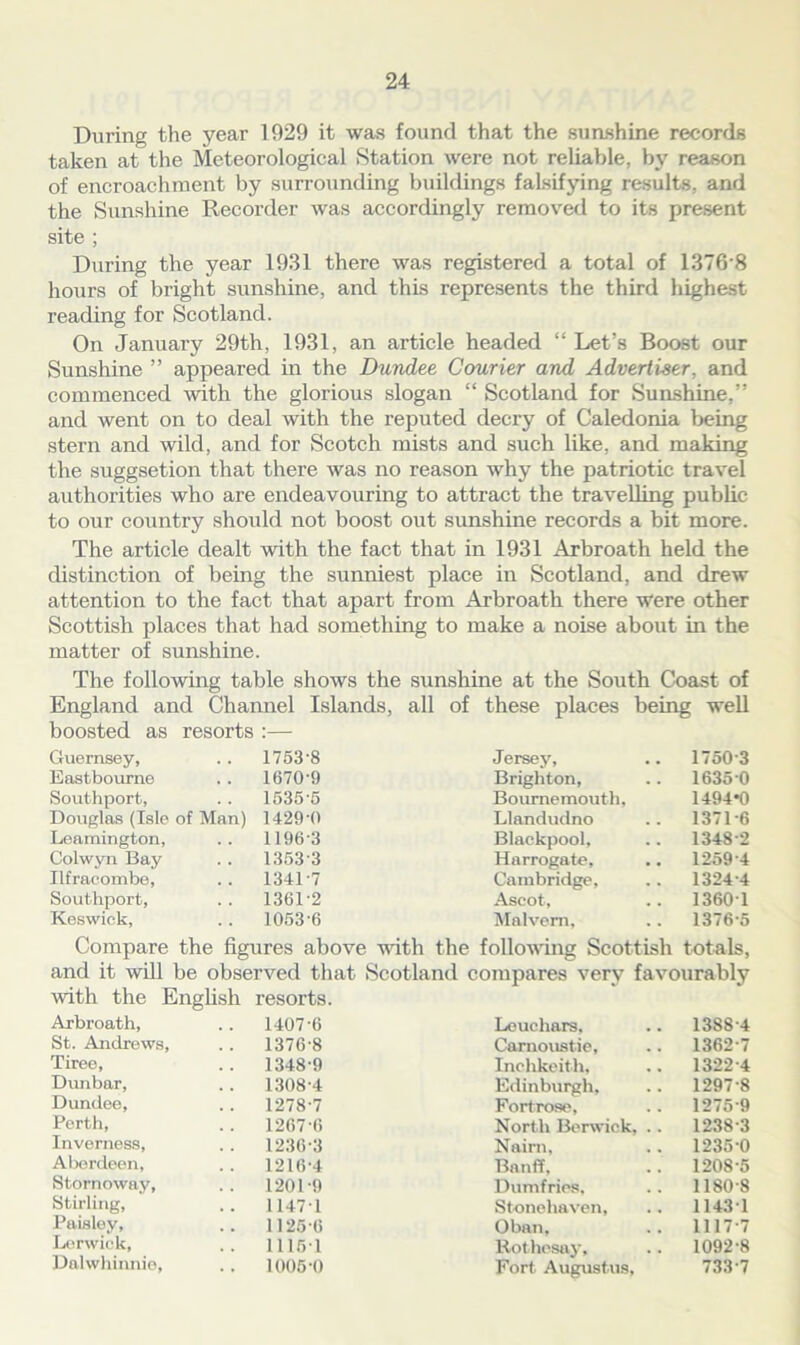 24
During the year 1929 it was found that the sunshine records
taken at the Meteorological Station were not reliable, by reason
of encroachment by surrounding buildings falsifying results, and
the Sunshine Recorder was accordingly removed to its present
site ;
During the year 1931 there was registered a total of 1376·8
hours of bright sunshine, and this represents the third highest
reading for Scotland.
On January 29th, 1931, an article headed “ Let’s Boost our
Sunshine ” appeared in the Dundee Courier and Advertiser, and
commenced with the glorious slogan “ Scotland for Sunshine,”
and went on to deal with the reputed decry of Caledonia being
stern and wild, and for Scotch mists and such like, and making
the suggsetion that there was no reason why the patriotic travel
authorities who are endeavouring to attract the travelling public
to our country should not boost out sunshine records a bit more.
The article dealt with the fact that in 1931 Arbroath held the
distinction of being the sunniest place in Scotland, and drew
attention to the fact that apart from Arbroath there were other
Scottish places that had something to make a noise about in the
matter of sunshine.
The following table shows the sunshine at the South Coast of
England and Channel Islands, all of these places being well
boosted as resorts :—
Guernsey, .. 1753·8 Jersey, .. 1750·3
Eastbourne .. 1670·9 Brighton, .. 1635·0
Southport, .. 1535·5 Bournemouth, 1494·0
Douglas (Isle of Man) 1429·0 Llandudno .. 1371·6
Leamington, .. 1196·3 Blackpool, .. 1348·2
Colwyn Bay .. 1353·3 Harrogate, .. 1259·4
Ilfracombe, .. 1341·7 Cambridge, .. 1324·4
Southport, .. 1361·2 Ascot, .. 1360·1
Keswick, .. 1053·6 Malvern, .. 1376·5
Compare the figures above with the following Scottish totals,
and it will be observed that Scotland compares very favourably
with the English resorts.
Arbroath, .. 1407·6 Leuchars, .. 1388·4
St. Andrews, .. 1376·8 Carnoustie, .. 1362·7
Tiree, .. 1348·9 Inchkeith, .. 1322·4
Dunbar, .. 1308·4 Edinburgh, .. 1297·8
Dundee, .. 1278·7 Fortrose, .. 1275·9
Perth, .. 1267·6 North Berwick, .. 1238·3
Inverness, .. 1236·3 Nairn, .. 1235·0
Aberdeen, .. 1216·4 Banff, .. 1208·5
Stornoway, .. 1201·9 Dumfries, .. 1180·8
Stirling, .. 1147·1 Stonehaven, .. 1143·1
Paisley, .. 1125·6 Oban, .. 1117·7
Lerwick, .. 1115·1 Rothesay, .. 1092·8
Dalwhinnie, .. 1005·0 Fort Augustus, 733·7